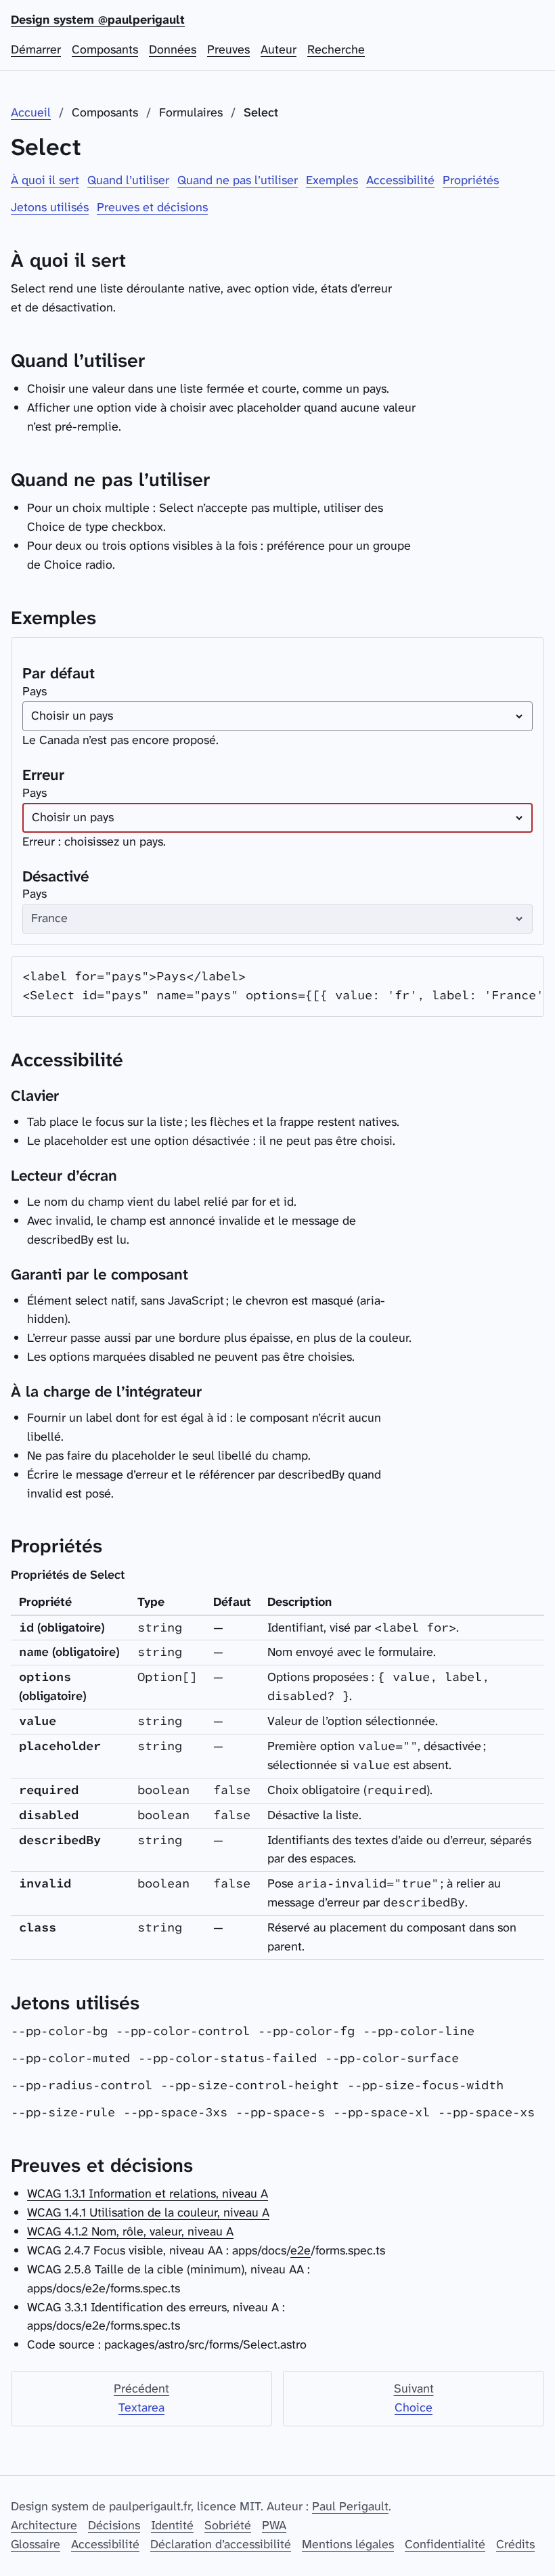 Design system @paulperigault
Démarrer Composants Données Preuves Auteur Recherche
Accueil / Composants / Formulaires / Select
Select
À quoi il sert Quand l’utiliser Quand ne pas l’utiliser Exemples Accessibilité Propriétés
Jetons utilisés Preuves et décisions
À quoi il sert
Select rend une liste déroulante native, avec option vide, états d’erreur
et de désactivation.
Quand l’utiliser
• Choisir une valeur dans une liste fermée et courte, comme un pays.
• Afficher une option vide à choisir avec placeholder quand aucune valeur
n’est pré-remplie.
Quand ne pas l’utiliser
• Pour un choix multiple : Select n’accepte pas multiple, utiliser des
Choice de type checkbox.
• Pour deux ou trois options visibles à la fois : préférence pour un groupe
de Choice radio.
Exemples
Par défaut
Pays
Choisir un pays
Le Canada n’est pas encore proposé.
Erreur
Pays
Choisir un pays
Erreur : choisissez un pays.
Désactivé
Pays
France
<label for="pays">Pays</label>
<Select id="pays" name="pays" options={[{ value: 'fr', label: 'France'
Accessibilité
Clavier
• Tab place le focus sur la liste ; les flèches et la frappe restent natives.
• Le placeholder est une option désactivée : il ne peut pas être choisi.
Lecteur d’écran
• Le nom du champ vient du label relié par for et id.
• Avec invalid, le champ est annoncé invalide et le message de
describedBy est lu.
Garanti par le composant
• Élément select natif, sans JavaScript ; le chevron est masqué (aria-
hidden).
• L’erreur passe aussi par une bordure plus épaisse, en plus de la couleur.
• Les options marquées disabled ne peuvent pas être choisies.
À la charge de l’intégrateur
• Fournir un label dont for est égal à id : le composant n’écrit aucun
libellé.
• Ne pas faire du placeholder le seul libellé du champ.
• Écrire le message d’erreur et le référencer par describedBy quand
invalid est posé.
Propriétés
Propriétés de Select
Propriété Type Défaut Description
id (obligatoire) string — Identifiant, visé par <label for>.
name (obligatoire) string — Nom envoyé avec le formulaire.
options Option[] — Options proposées : { value, label,
(obligatoire) disabled? }.
value string — Valeur de l’option sélectionnée.
placeholder string — Première option value="", désactivée ;
sélectionnée si value est absent.
required boolean false Choix obligatoire (required).
disabled boolean false Désactive la liste.
describedBy string — Identifiants des textes d’aide ou d’erreur, séparés
par des espaces.
invalid boolean false Pose aria-invalid="true" ; à relier au
message d’erreur par describedBy.
class string — Réservé au placement du composant dans son
parent.
Jetons utilisés
--pp-color-bg --pp-color-control --pp-color-fg --pp-color-line
--pp-color-muted --pp-color-status-failed --pp-color-surface
--pp-radius-control --pp-size-control-height --pp-size-focus-width
--pp-size-rule --pp-space-3xs --pp-space-s --pp-space-xl --pp-space-xs
Preuves et décisions
• WCAG 1.3.1 Information et relations, niveau A
• WCAG 1.4.1 Utilisation de la couleur, niveau A
• WCAG 4.1.2 Nom, rôle, valeur, niveau A
• WCAG 2.4.7 Focus visible, niveau AA : apps/docs/e2e/forms.spec.ts
• WCAG 2.5.8 Taille de la cible (minimum), niveau AA :
apps/docs/e2e/forms.spec.ts
• WCAG 3.3.1 Identification des erreurs, niveau A :
apps/docs/e2e/forms.spec.ts
• Code source : packages/astro/src/forms/Select.astro
Précédent Suivant
Textarea Choice
Design system de paulperigault.fr, licence MIT. Auteur : Paul Perigault.
Architecture Décisions Identité Sobriété PWA
Glossaire Accessibilité Déclaration d’accessibilité Mentions légales Confidentialité Crédits